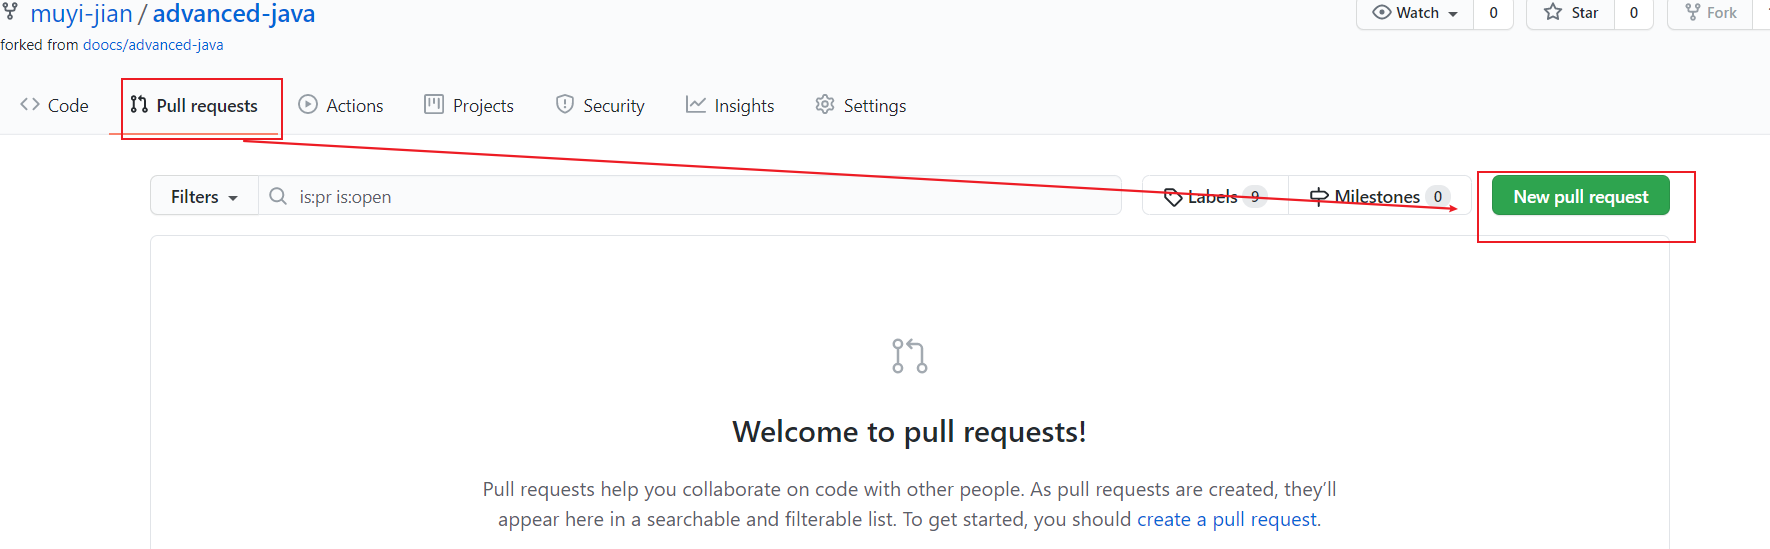 muyi-jian / advanced-java
Watch 0 Star 0 Fork
forked from doocs/advanced-java
Code Pull requests Actions Projects Security Insights Settings
Filters is:pr is:open Labels 9 Milestones 0 New pull request
Welcome to pull requests!
Pull requests help you collaborate on code with other people. As pull requests are created, they’ll
appear here in a searchable and filterable list. To get started, you should create a pull request.